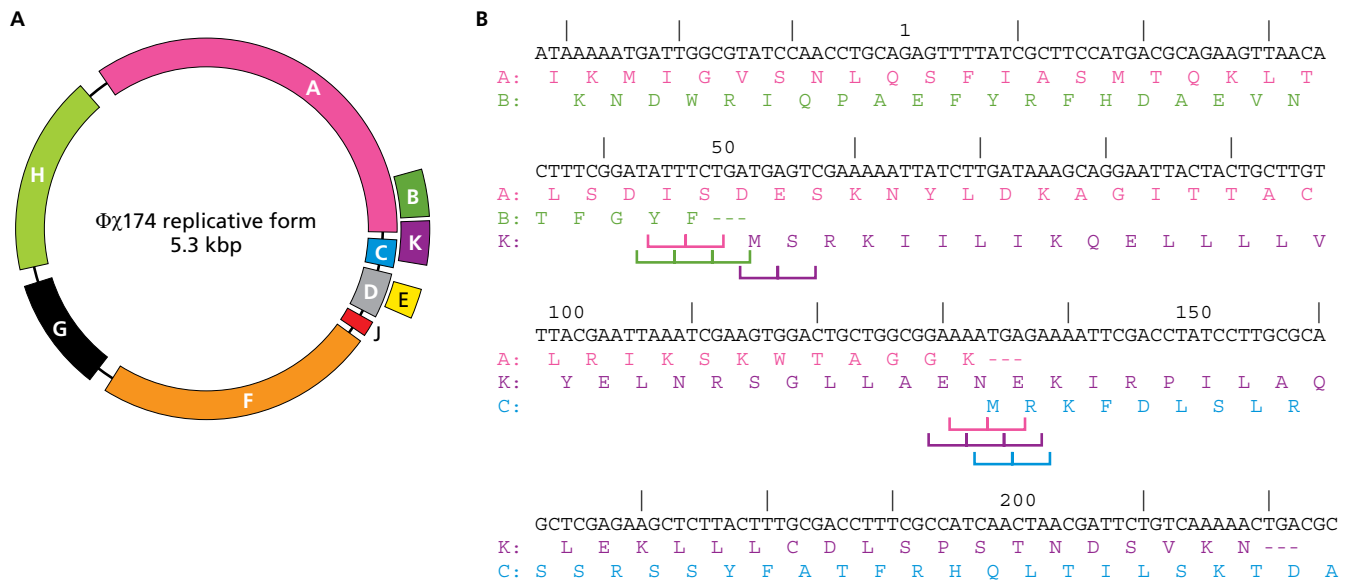 A
A
B
H
K
Φχ174 replicative form
5.3 kbp
C
D
E
G
J
F
B
1
ATAAAAATGATTGGCGTATCCAACCTGCAGAGTTTTATCGCTTCCATGACGCAGAAGTTAACA
A: I K M I G V S N L Q S F I A S M T Q K L T
B: K N D W R I Q P A E F Y R F H D A E V N
50
CTTTCGGATATTTCTGATGAGTCGAAAAATTATCTTGATAAAGCAGGAATTACTACTGCTTGT
A: L S D I S D E S K N Y L D K A G I T T A C
B: T F G Y F ---
K: M S R K I I L I K Q E L L L L V
100 150
TTACGAATTAAATCGAAGTGGACTGCTGGCGGAAAATGAGAAAATTCGACCTATCCTTGCGCA
A: L R I K S K W T A G G K ---
K: Y E L N R S G L L A E N E K I R P I L A Q
C: M R K F D L S L R
200
GCTCGAGAAGCTCTTACTTTGCGACCTTTCGCCATCAACTAACGATTCTGTCAAAAACTGACGC
K: L E K L L L C D L S P S T N D S V K N ---
C: S S R S S Y F A T F R H Q L T I L S K T D A